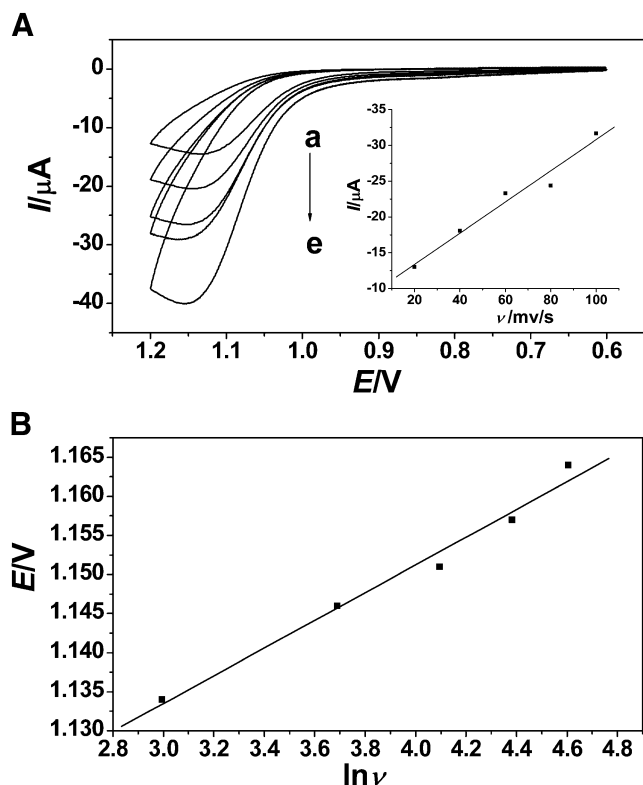 A
0
-10
-20
-30
-40
I/μA
1.2 1.1 1.0 0.9 0.8 0.7 0.6
E/V
a
e
-35
-30
-25
-20
-15
-10
I/μA
20 40 60 80 100
ν /mv/s
B
1.165
1.160
1.155
1.150
1.145
1.140
1.135
1.130
E/V
2.8 3.0 3.2 3.4 3.6 3.8 4.0 4.2 4.4 4.6 4.8
lnν